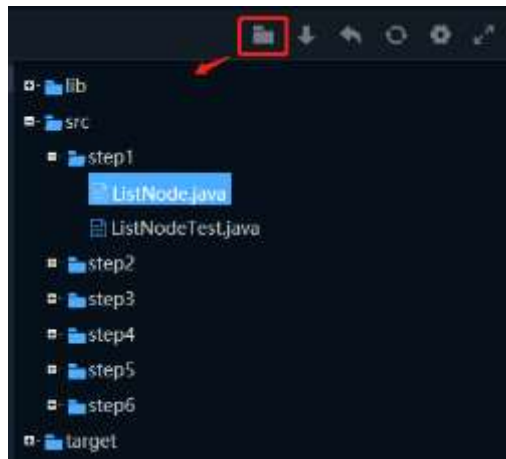 lib
src
step1
ListNode.java
ListNodeTest.java
step2
step3
step4
step5
step6
target